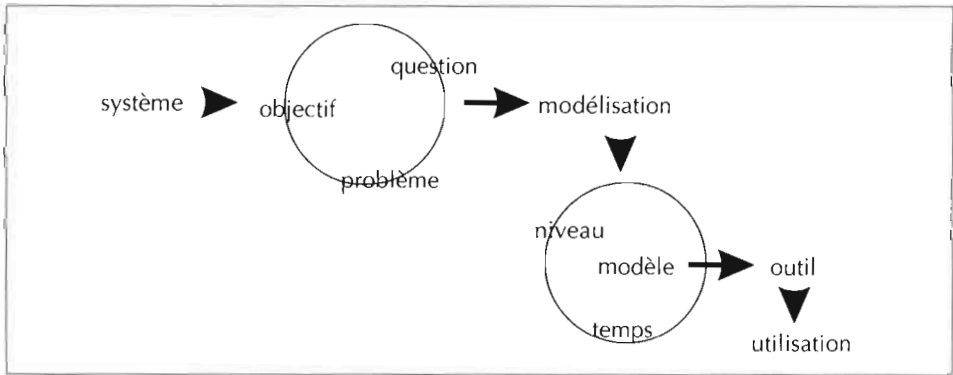 question
système
objectif
modélisation
problème
niveau
modèle
outil
temps
utilisation